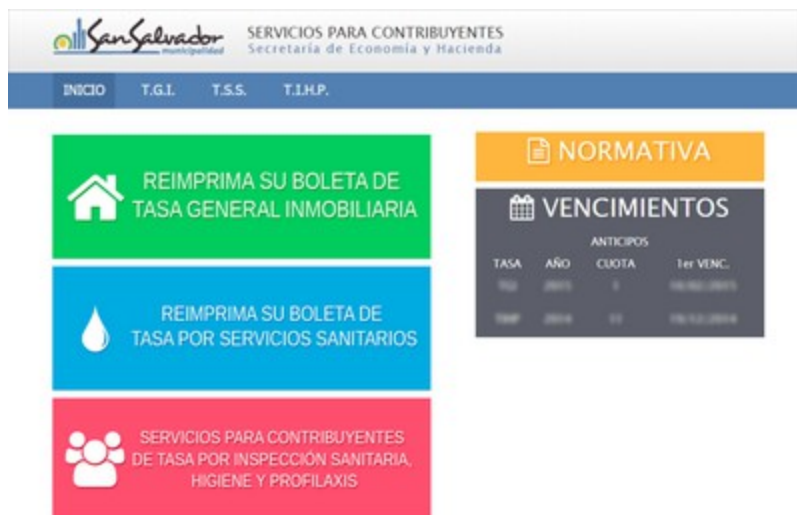 San Salvador
municipalidad
SERVICIOS PARA CONTRIBUYENTES
Secretaría de Economía y Hacienda
INICIO T.G.I. T.S.S. T.I.H.P.
REIMPRIMA SU BOLETA DE
TASA GENERAL INMOBILIARIA
REIMPRIMA SU BOLETA DE
TASA POR SERVICIOS SANITARIOS
SERVICIOS PARA CONTRIBUYENTES
DE TASA POR INSPECCIÓN SANITARIA,
HIGIENE Y PROFILAXIS
NORMATIVA
VENCIMIENTOS
ANTICIPOS
TASA AÑO CUOTA 1er VENC.